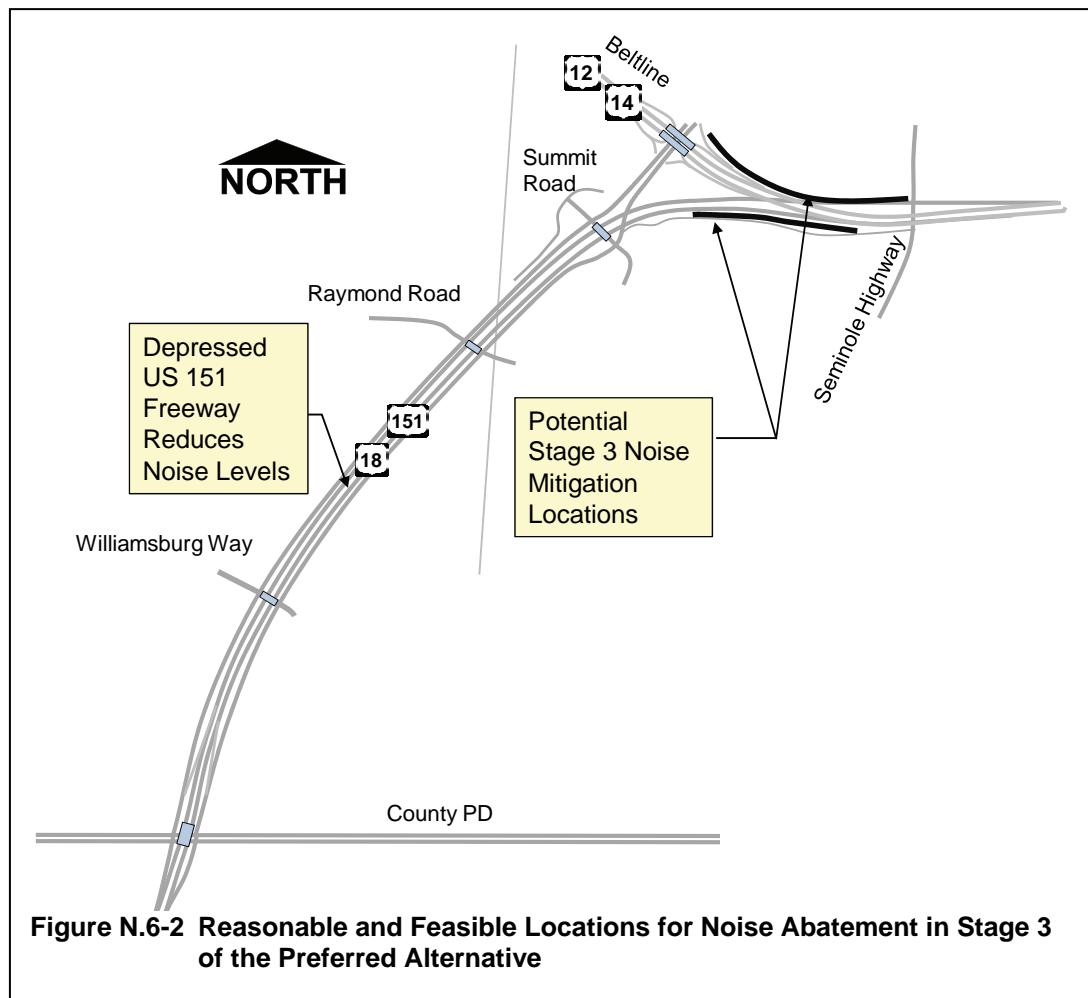 Beltline
12
14
NORTH
Summit
Road
Raymond Road
Seminole Highway
Depressed
US 151
Freeway
Reduces
Noise Levels
151
18
Potential
Stage 3 Noise
Mitigation
Locations
Williamsburg Way
County PD
Figure N.6-2 Reasonable and Feasible Locations for Noise Abatement in Stage 3
of the Preferred Alternative